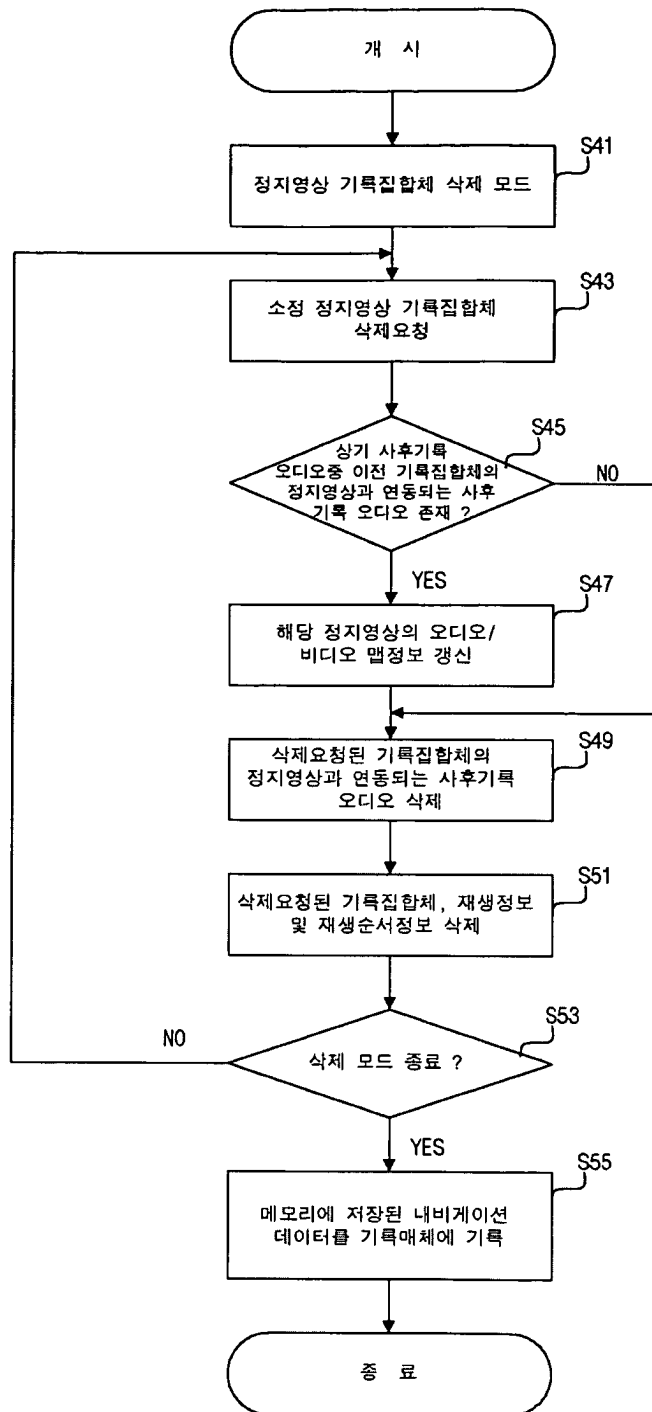 개 시
S41
정지영상 기록집합체 삭제 모드
S43
소정 정지영상 기록집합체
삭제요청
S45
상기 사후기록
오디오중 이전 기록집합체의
정지영상과 연동되는 사후
기록 오디오 존재 ?
NO
YES
S47
해당 정지영상의 오디오/
비디오 맵정보 갱신
S49
삭제요청된 기록집합체의
정지영상과 연동되는 사후기록
오디오 삭제
S51
삭제요청된 기록집합체, 재생정보
및 재생순서정보 삭제
S53
NO
삭제 모드 종료 ?
YES
S55
메모리에 저장된 내비게이션
데이터를 기록매체에 기록
종 료